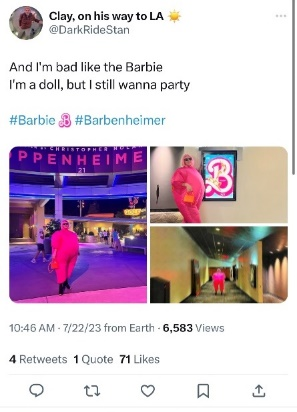 Clay, on his way to LA
@DarkRideStan
And I'm bad like the Barbie
I'm a doll, but I still wanna party
#Barbie #Barbenheimer
CHRISTOPHER NOLA
PPENHEIME
21
B
10:46 AM · 7/22/23 from Earth · 6,583 Views
4 Retweets 1 Quote 71 Likes